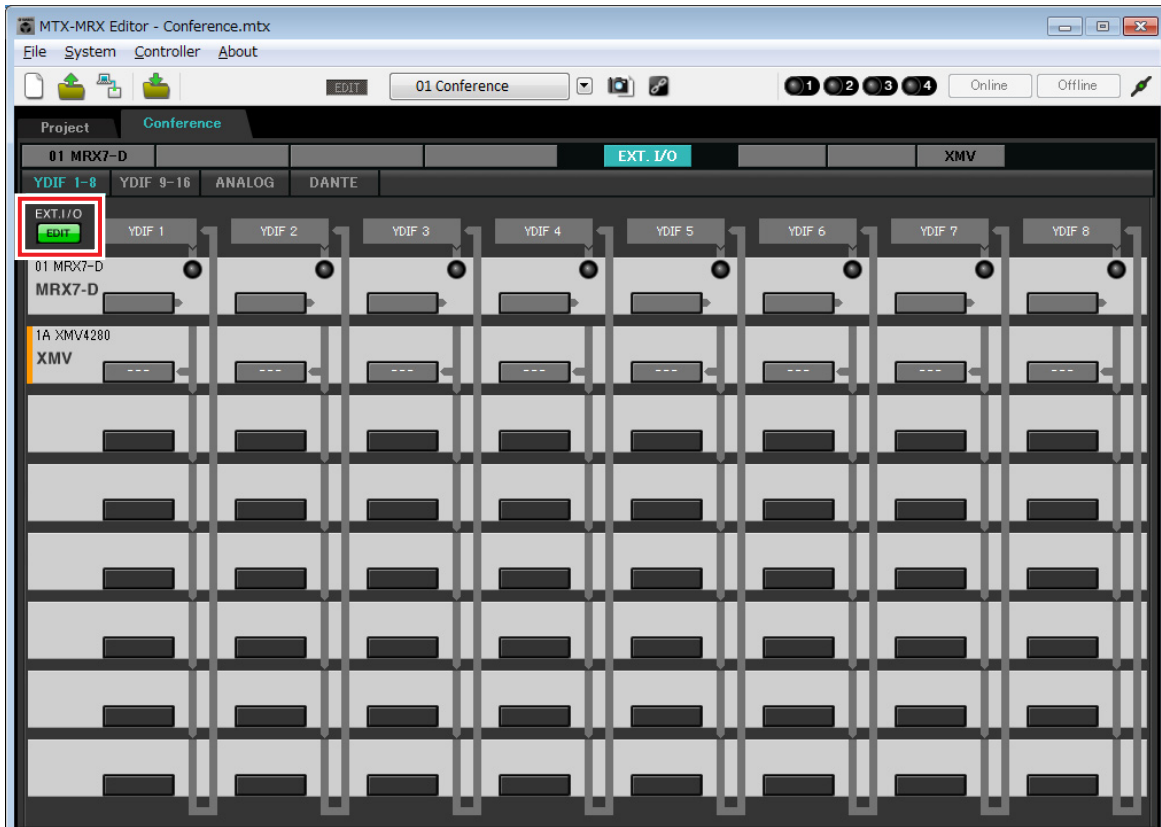 MTX-MRX Editor - Conference.mtx
File System Controller About
EDIT 01 Conference 1 2 3 4 Online Offline
Project Conference
01 MRX7-D EXT. I/O XMV
YDIF 1-8 YDIF 9-16 ANALOG DANTE
EXT.I/O
EDIT YDIF 1 YDIF 2 YDIF 3 YDIF 4 YDIF 5 YDIF 6 YDIF 7 YDIF 8
01 MRX7-D
MRX7-D
1A XMV4280
XMV --- --- --- --- --- --- --- ---